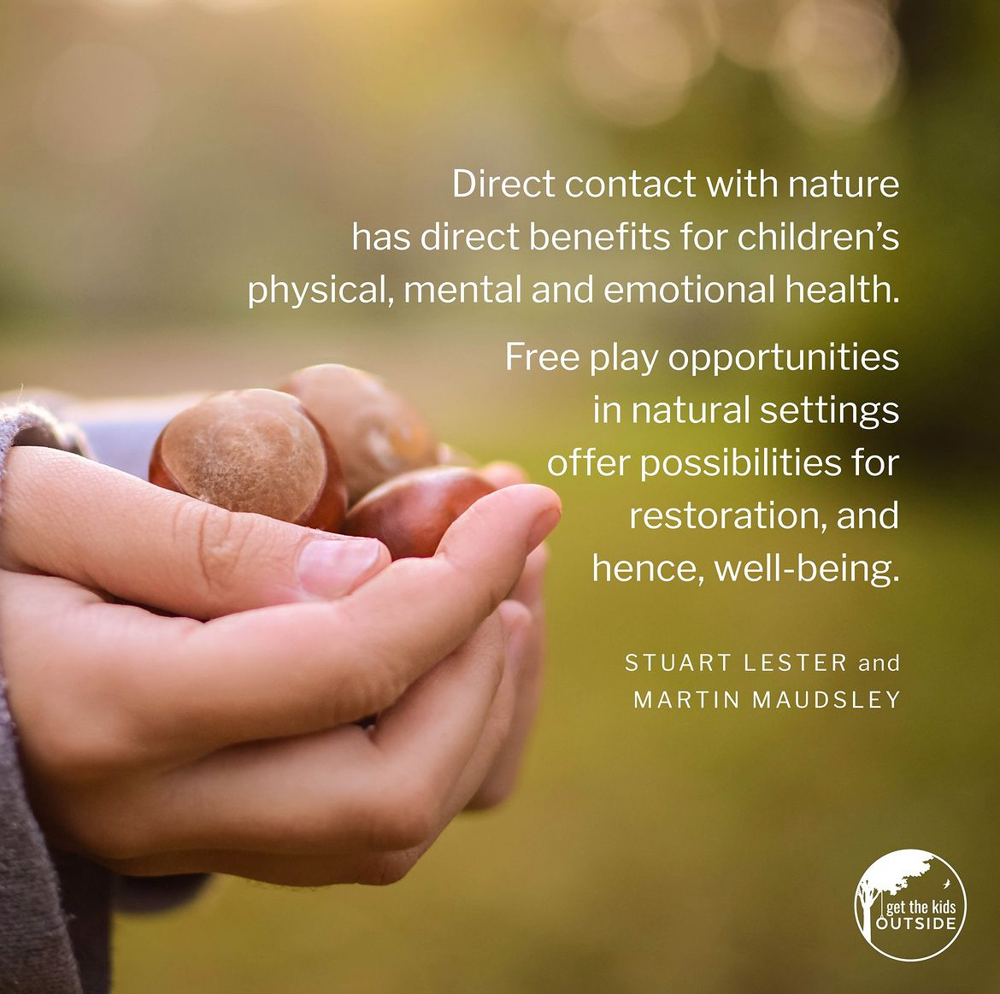 Direct contact with nature
has direct benefits for children’s
physical, mental and emotional health.
Free play opportunities
in natural settings
offer possibilities for
restoration, and
hence, well-being.
STUART LESTER and
MARTIN MAUDSLEY
get the kids
OUTSIDE